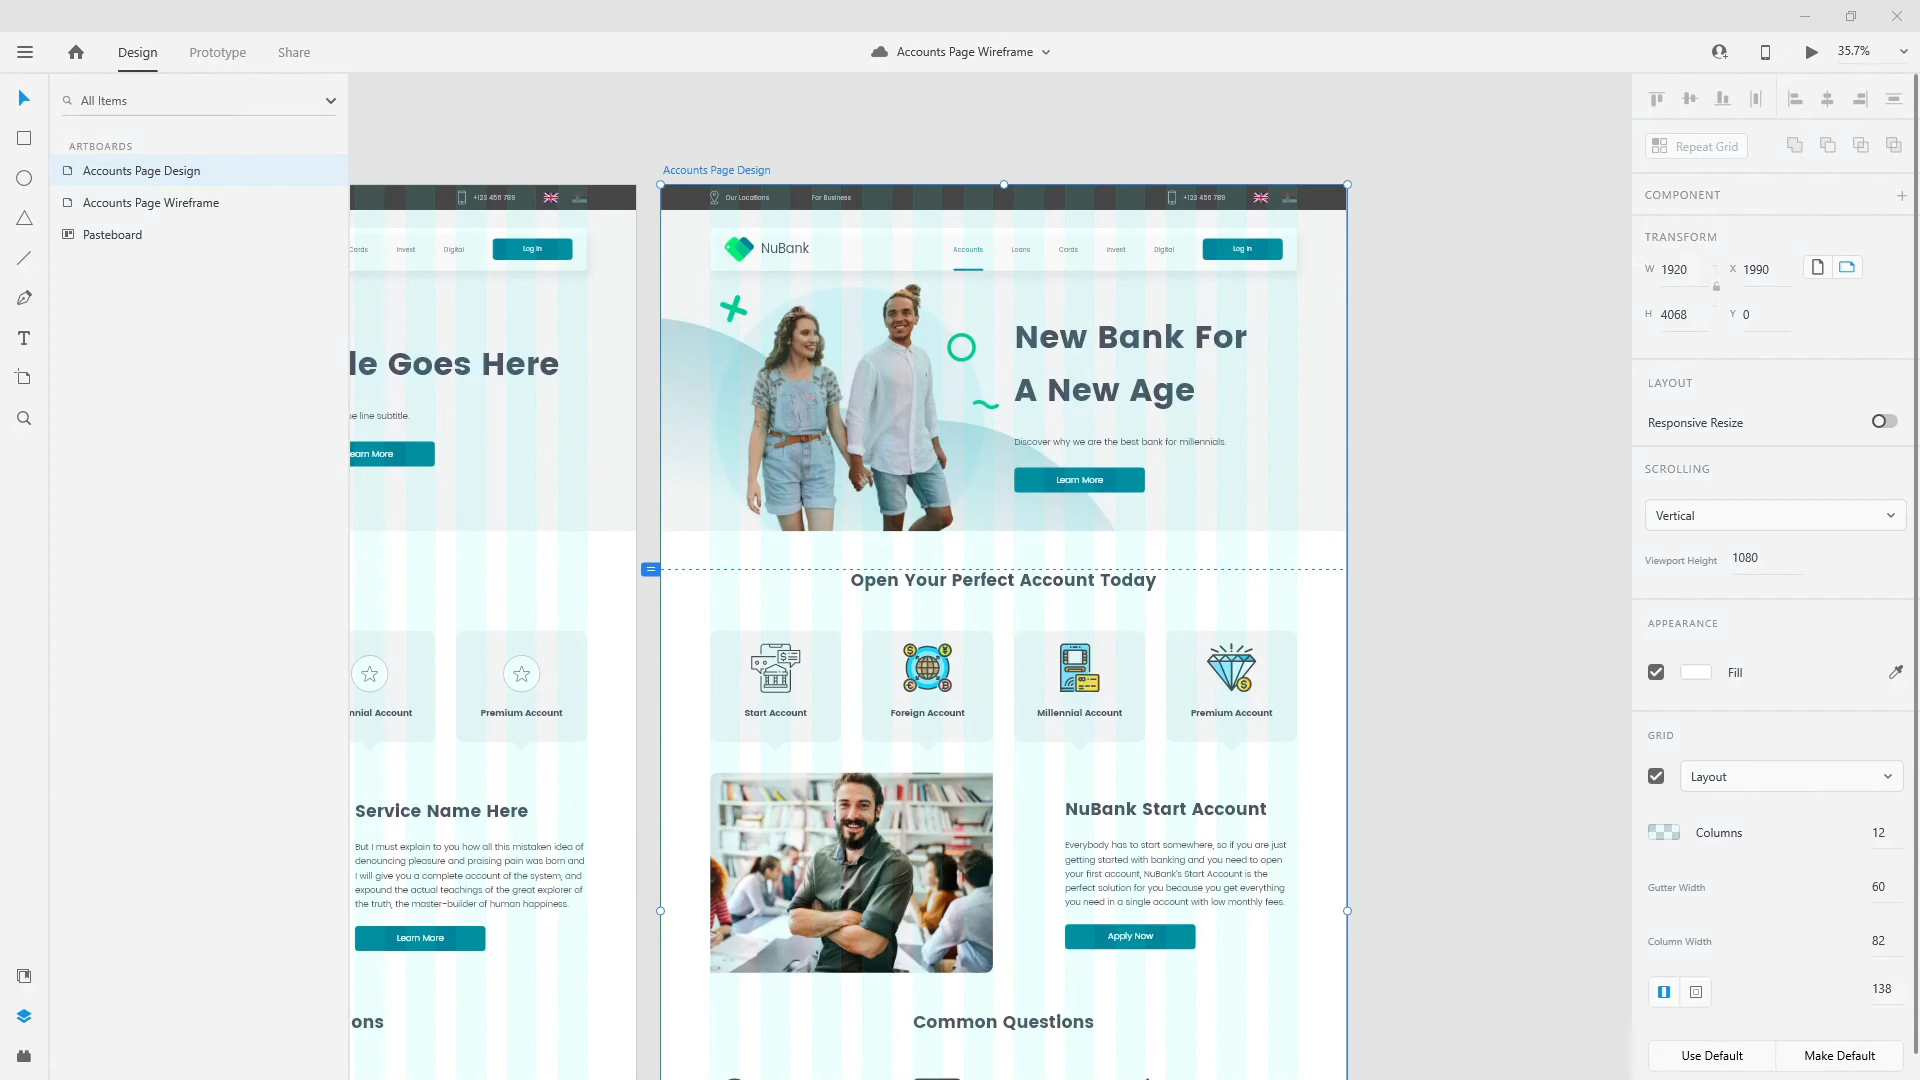 Design
Prototype
Share
Accounts Page Wireframe
35.7%
All Items
ARTBOARDS
Accounts Page Design
Accounts Page Wireframe
Pasteboard
+123 456 789
Cards
Invest
Digital
Log In
le Goes Here
e line subtitle.
earn More
nnial Account
Premium Account
Service Name Here
But I must explain to you how all this mistaken idea of
denouncing pleasure and praising pain was born and
I will give you a complete account of the system, and
expound the actual teachings of the great explorer of
the truth, the master-builder of human happiness.
Learn More
ons
Accounts Page Design
Our Locations
For Business
+123 456 789
NuBank
Accounts
Loans
Cards
Invest
Digital
Log In
New Bank For
A New Age
Discover why we are the best bank for millennials.
Learn More
Open Your Perfect Account Today
Start Account
Foreign Account
Millennial Account
Premium Account
NuBank Start Account
Everybody has to start somewhere, so if you are just
getting started with banking and you need to open
your first account, NuBank's Start Account is the
perfect solution for you because you get everything
you need in a single account with low monthly fees.
Apply Now
Common Questions
Repeat Grid
COMPONENT
TRANSFORM
W 1920
X 1990
H 4068
Y 0
LAYOUT
Responsive Resize
SCROLLING
Vertical
Viewport Height 1080
APPEARANCE
Fill
GRID
Layout
Columns 12
Gutter Width 60
Column Width 82
138
Use Default
Make Default